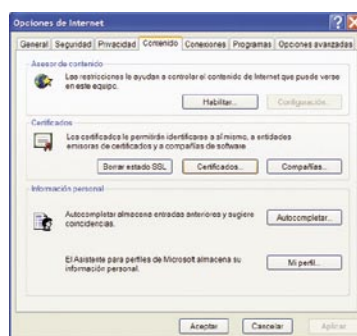 Opciones de Internet
General Seguridad Privacidad Contenido Conexiones Programas Opciones avanzadas
Asesor de contenido
Las restricciones le ayudan a controlar el contenido de Internet que puede verse
en este equipo.
Habilitar... Configuración...
Certificados
Los certificados le permitirán identificarse a sí mismo, a entidades
emisoras de certificados y a compañías de software.
Borrar estado SSL Certificados... Compañías...
Información personal
Autocompletar almacena entradas anteriores y sugiere
coincidencias.
Autocompletar...
El Asistente para perfiles de Microsoft almacena su
información personal.
Mi perfil...
Aceptar Cancelar Aplicar